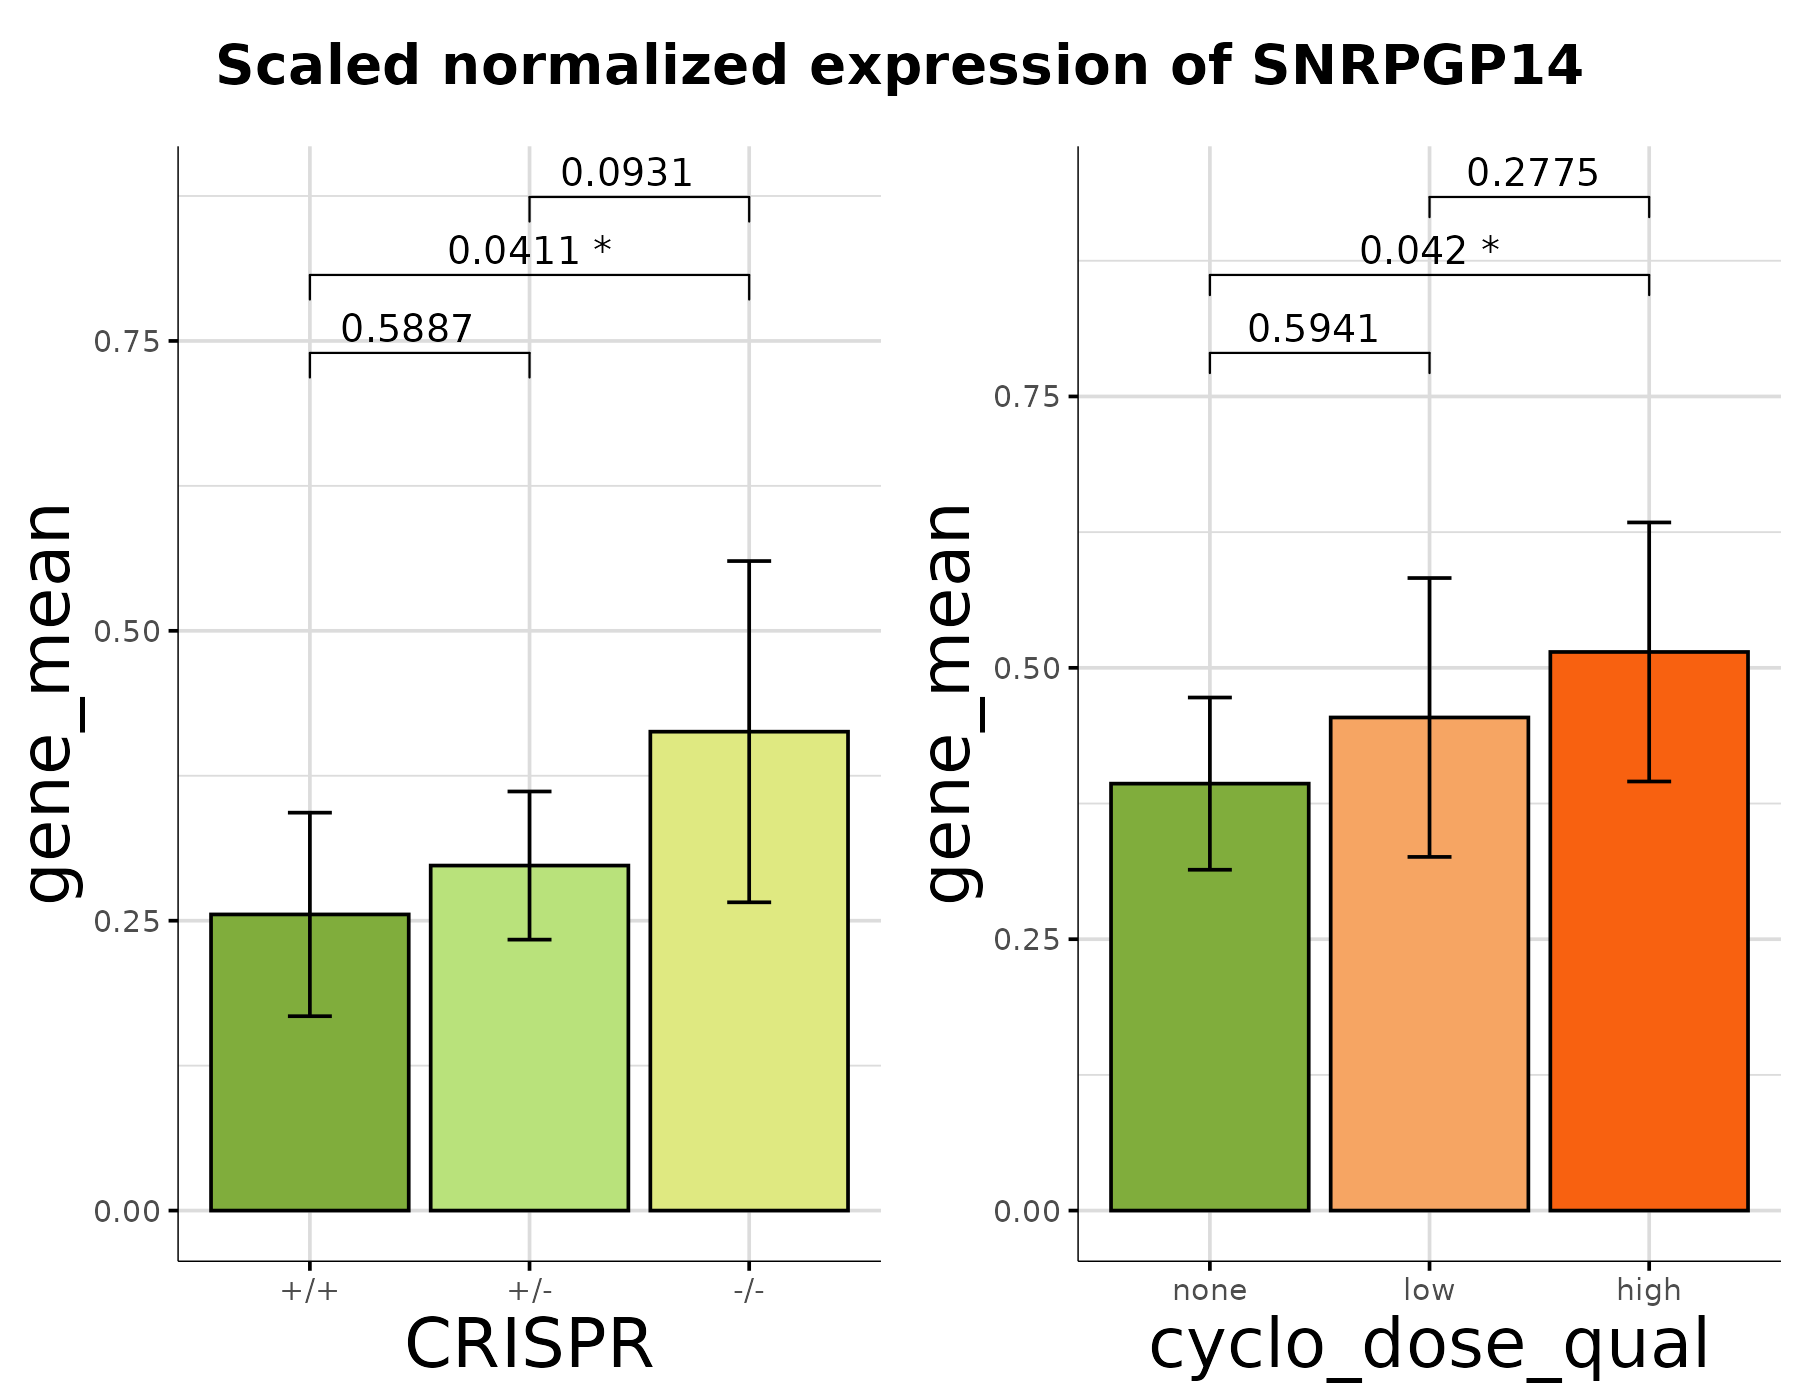 Scaled normalized expression of SNRPGP14
0.0931
0.0411 *
0.5887
gene_mean
0.75
0.50
0.25
0.00
+/+ +/- -/-
CRISPR
0.2775
0.042 *
0.5941
gene_mean
0.75
0.50
0.25
0.00
none low high
cyclo_dose_qual